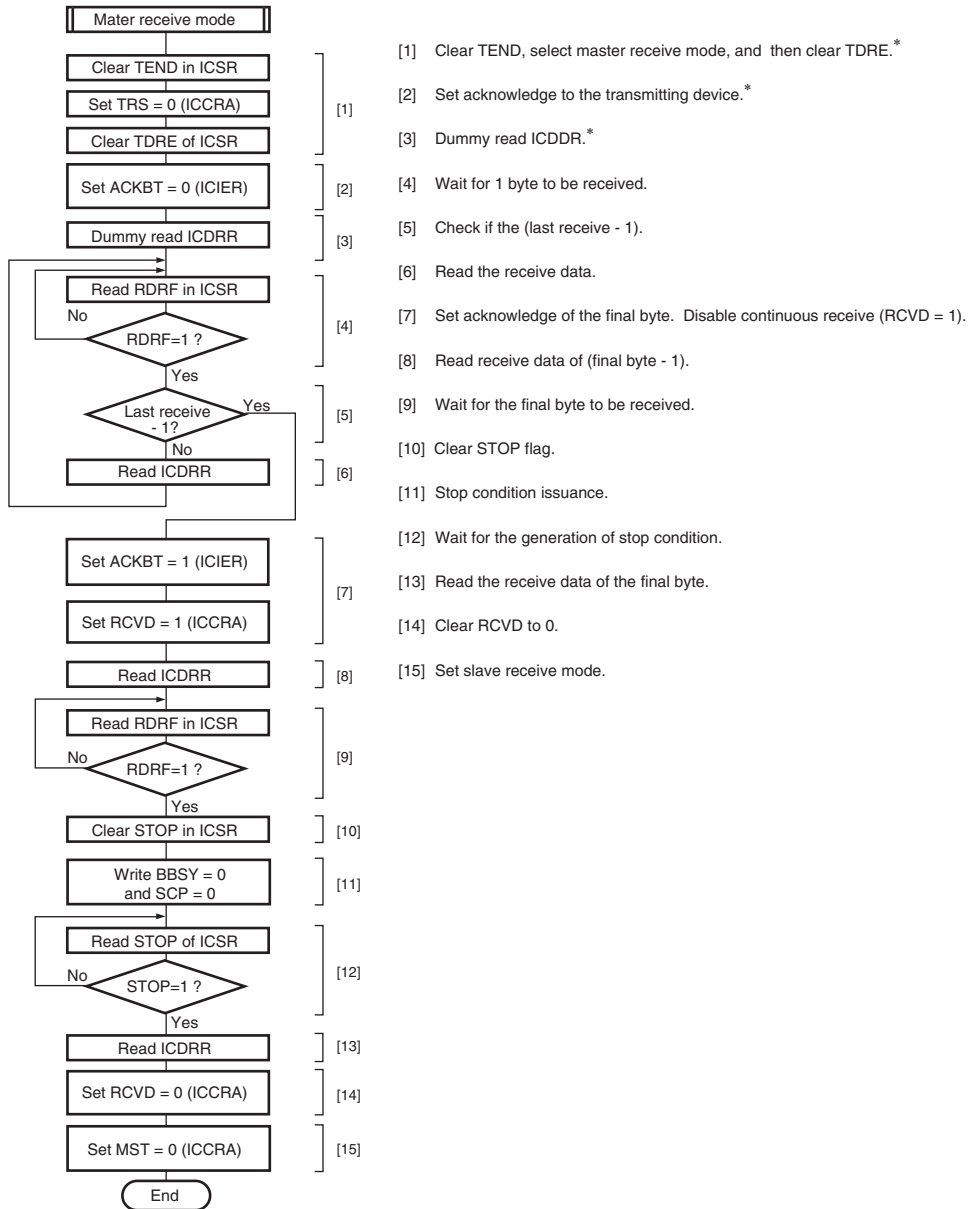 Mater receive mode
Clear TEND in ICSR
Set TRS = 0 (ICCRA)
Clear TDRE of ICSR
[1]
Set ACKBT = 0 (ICIER)
[2]
Dummy read ICDRR
[3]
Read RDRF in ICSR
No
RDRF=1 ?
[4]
Yes
Last receive
- 1?
Yes
[5]
No
Read ICDRR
[6]
Set ACKBT = 1 (ICIER)
[7]
Set RCVD = 1 (ICCRA)
Read ICDRR
[8]
Read RDRF in ICSR
No
RDRF=1 ?
[9]
Yes
Clear STOP in ICSR
[10]
Write BBSY = 0
and SCP = 0
[11]
Read STOP of ICSR
No
STOP=1 ?
[12]
Yes
Read ICDRR
[13]
Set RCVD = 0 (ICCRA)
[14]
Set MST = 0 (ICCRA)
[15]
End
[1] Clear TEND, select master receive mode, and then clear TDRE.*
[2] Set acknowledge to the transmitting device.*
[3] Dummy read ICDDR.*
[4] Wait for 1 byte to be received.
[5] Check if the (last receive - 1).
[6] Read the receive data.
[7] Set acknowledge of the final byte. Disable continuous receive (RCVD = 1).
[8] Read receive data of (final byte - 1).
[9] Wait for the final byte to be received.
[10] Clear STOP flag.
[11] Stop condition issuance.
[12] Wait for the generation of stop condition.
[13] Read the receive data of the final byte.
[14] Clear RCVD to 0.
[15] Set slave receive mode.